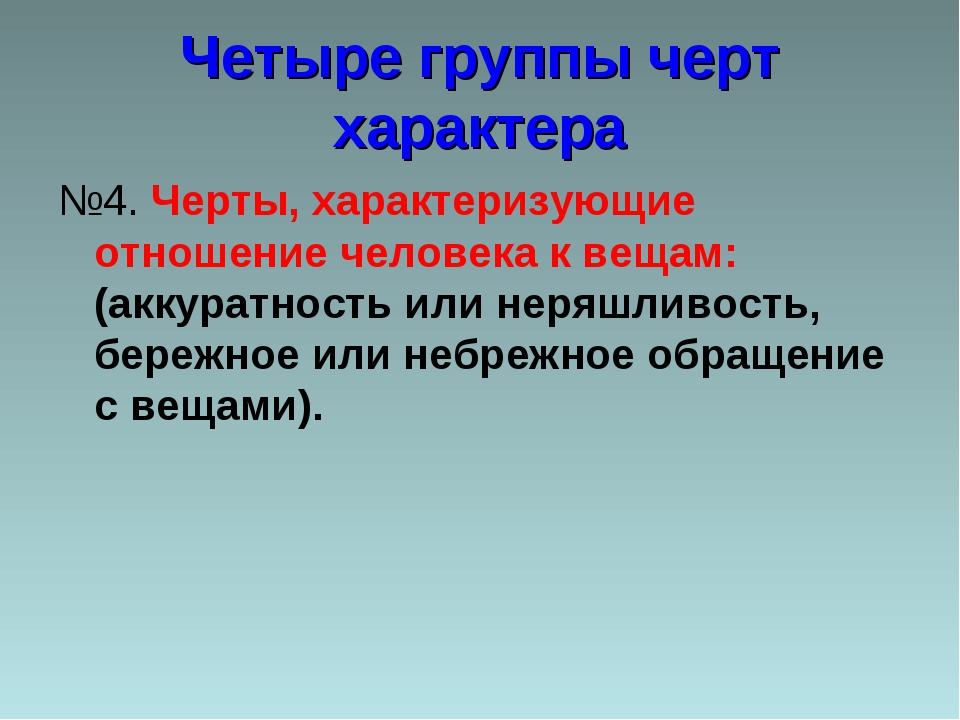 Четыре группы черт
характера
№4. Черты, характеризующие
отношение человека к вещам:
(аккуратность или неряшливость,
бережное или небрежное обращение
с вещами).